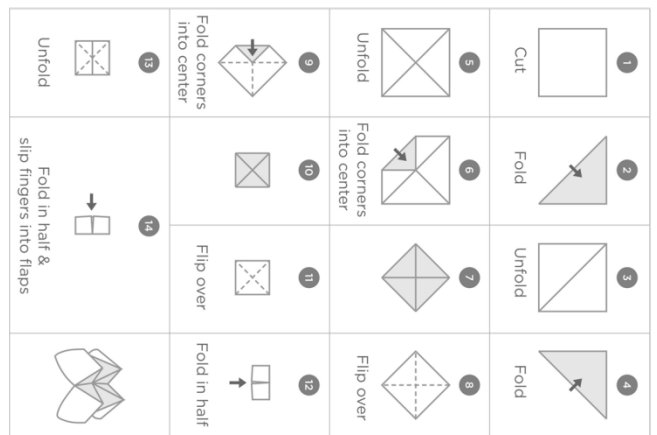 1
Cut
2
Fold
3
Unfold
4
Fold
5
Unfold
6
Fold corners
into center
7
8
Flip over
9
Fold corners
into center
10
11
Flip over
12
Fold in half
13
Unfold
14
Fold in half &
slip fingers into flaps